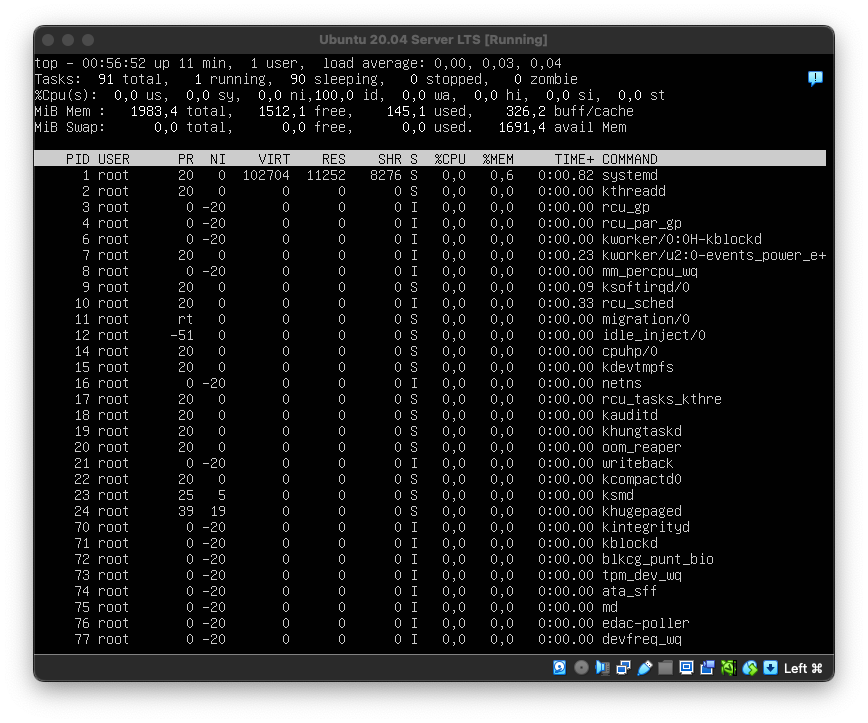 Ubuntu 20.04 Server LTS [Running]
top - 00:56:52 up 11 min,  1 user,  load average: 0,00, 0,03, 0,04
Tasks:  91 total,   1 running,  90 sleeping,   0 stopped,   0 zombie
%Cpu(s):  0,0 us,  0,0 sy,  0,0 ni,100,0 id,  0,0 wa,  0,0 hi,  0,0 si,  0,0 st
MiB Mem :   1983,4 total,   1512,1 free,    145,1 used,    326,2 buff/cache
MiB Swap:      0,0 total,      0,0 free,      0,0 used.   1691,4 avail Mem
PID USER      PR  NI    VIRT    RES    SHR S  %CPU  %MEM     TIME+ COMMAND
1 root      20   0  102704  11252   8276 S   0,0   0,6   0:00.82 systemd
2 root      20   0       0      0      0 S   0,0   0,0   0:00.00 kthreadd
3 root       0 -20       0      0      0 I   0,0   0,0   0:00.00 rcu_gp
4 root       0 -20       0      0      0 I   0,0   0,0   0:00.00 rcu_par_gp
6 root       0 -20       0      0      0 I   0,0   0,0   0:00.00 kworker/0:0H-kblockd
7 root      20   0       0      0      0 I   0,0   0,0   0:00.23 kworker/u2:0-events_power_e+
8 root       0 -20       0      0      0 I   0,0   0,0   0:00.00 mm_percpu_wq
9 root      20   0       0      0      0 S   0,0   0,0   0:00.09 ksoftirqd/0
10 root      20   0       0      0      0 I   0,0   0,0   0:00.33 rcu_sched
11 root      rt   0       0      0      0 S   0,0   0,0   0:00.00 migration/0
12 root     -51   0       0      0      0 S   0,0   0,0   0:00.00 idle_inject/0
14 root      20   0       0      0      0 S   0,0   0,0   0:00.00 cpuhp/0
15 root      20   0       0      0      0 S   0,0   0,0   0:00.00 kdevtmpfs
16 root       0 -20       0      0      0 I   0,0   0,0   0:00.00 netns
17 root      20   0       0      0      0 S   0,0   0,0   0:00.00 rcu_tasks_kthre
18 root      20   0       0      0      0 S   0,0   0,0   0:00.00 kauditd
19 root      20   0       0      0      0 S   0,0   0,0   0:00.00 khungtaskd
20 root      20   0       0      0      0 S   0,0   0,0   0:00.00 oom_reaper
21 root       0 -20       0      0      0 I   0,0   0,0   0:00.00 writeback
22 root      20   0       0      0      0 S   0,0   0,0   0:00.00 kcompactd0
23 root      25   5       0      0      0 S   0,0   0,0   0:00.00 ksmd
24 root      39  19       0      0      0 S   0,0   0,0   0:00.00 khugepaged
70 root       0 -20       0      0      0 I   0,0   0,0   0:00.00 kintegrityd
71 root       0 -20       0      0      0 I   0,0   0,0   0:00.00 kblockd
72 root       0 -20       0      0      0 I   0,0   0,0   0:00.00 blkcg_punt_bio
73 root       0 -20       0      0      0 I   0,0   0,0   0:00.00 tpm_dev_wq
74 root       0 -20       0      0      0 I   0,0   0,0   0:00.00 ata_sff
75 root       0 -20       0      0      0 I   0,0   0,0   0:00.00 md
76 root       0 -20       0      0      0 I   0,0   0,0   0:00.00 edac-poller
77 root       0 -20       0      0      0 I   0,0   0,0   0:00.00 devfreq_wq
Left ⌘